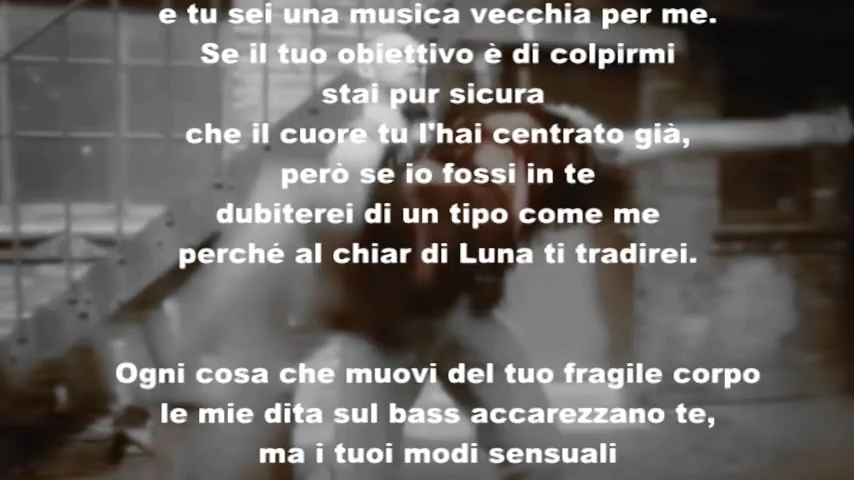 e tu sei una musica vecchia per me.
Se il tuo obiettivo è di colpirmi
stai pur sicura
che il cuore tu l'hai centrato già,
però se io fossi in te
dubiterei di un tipo come me
perché al chiar di Luna ti tradirei.
Ogni cosa che muovi del tuo fragile corpo
le mie dita sul bass accarezzano te,
ma i tuoi modi sensuali